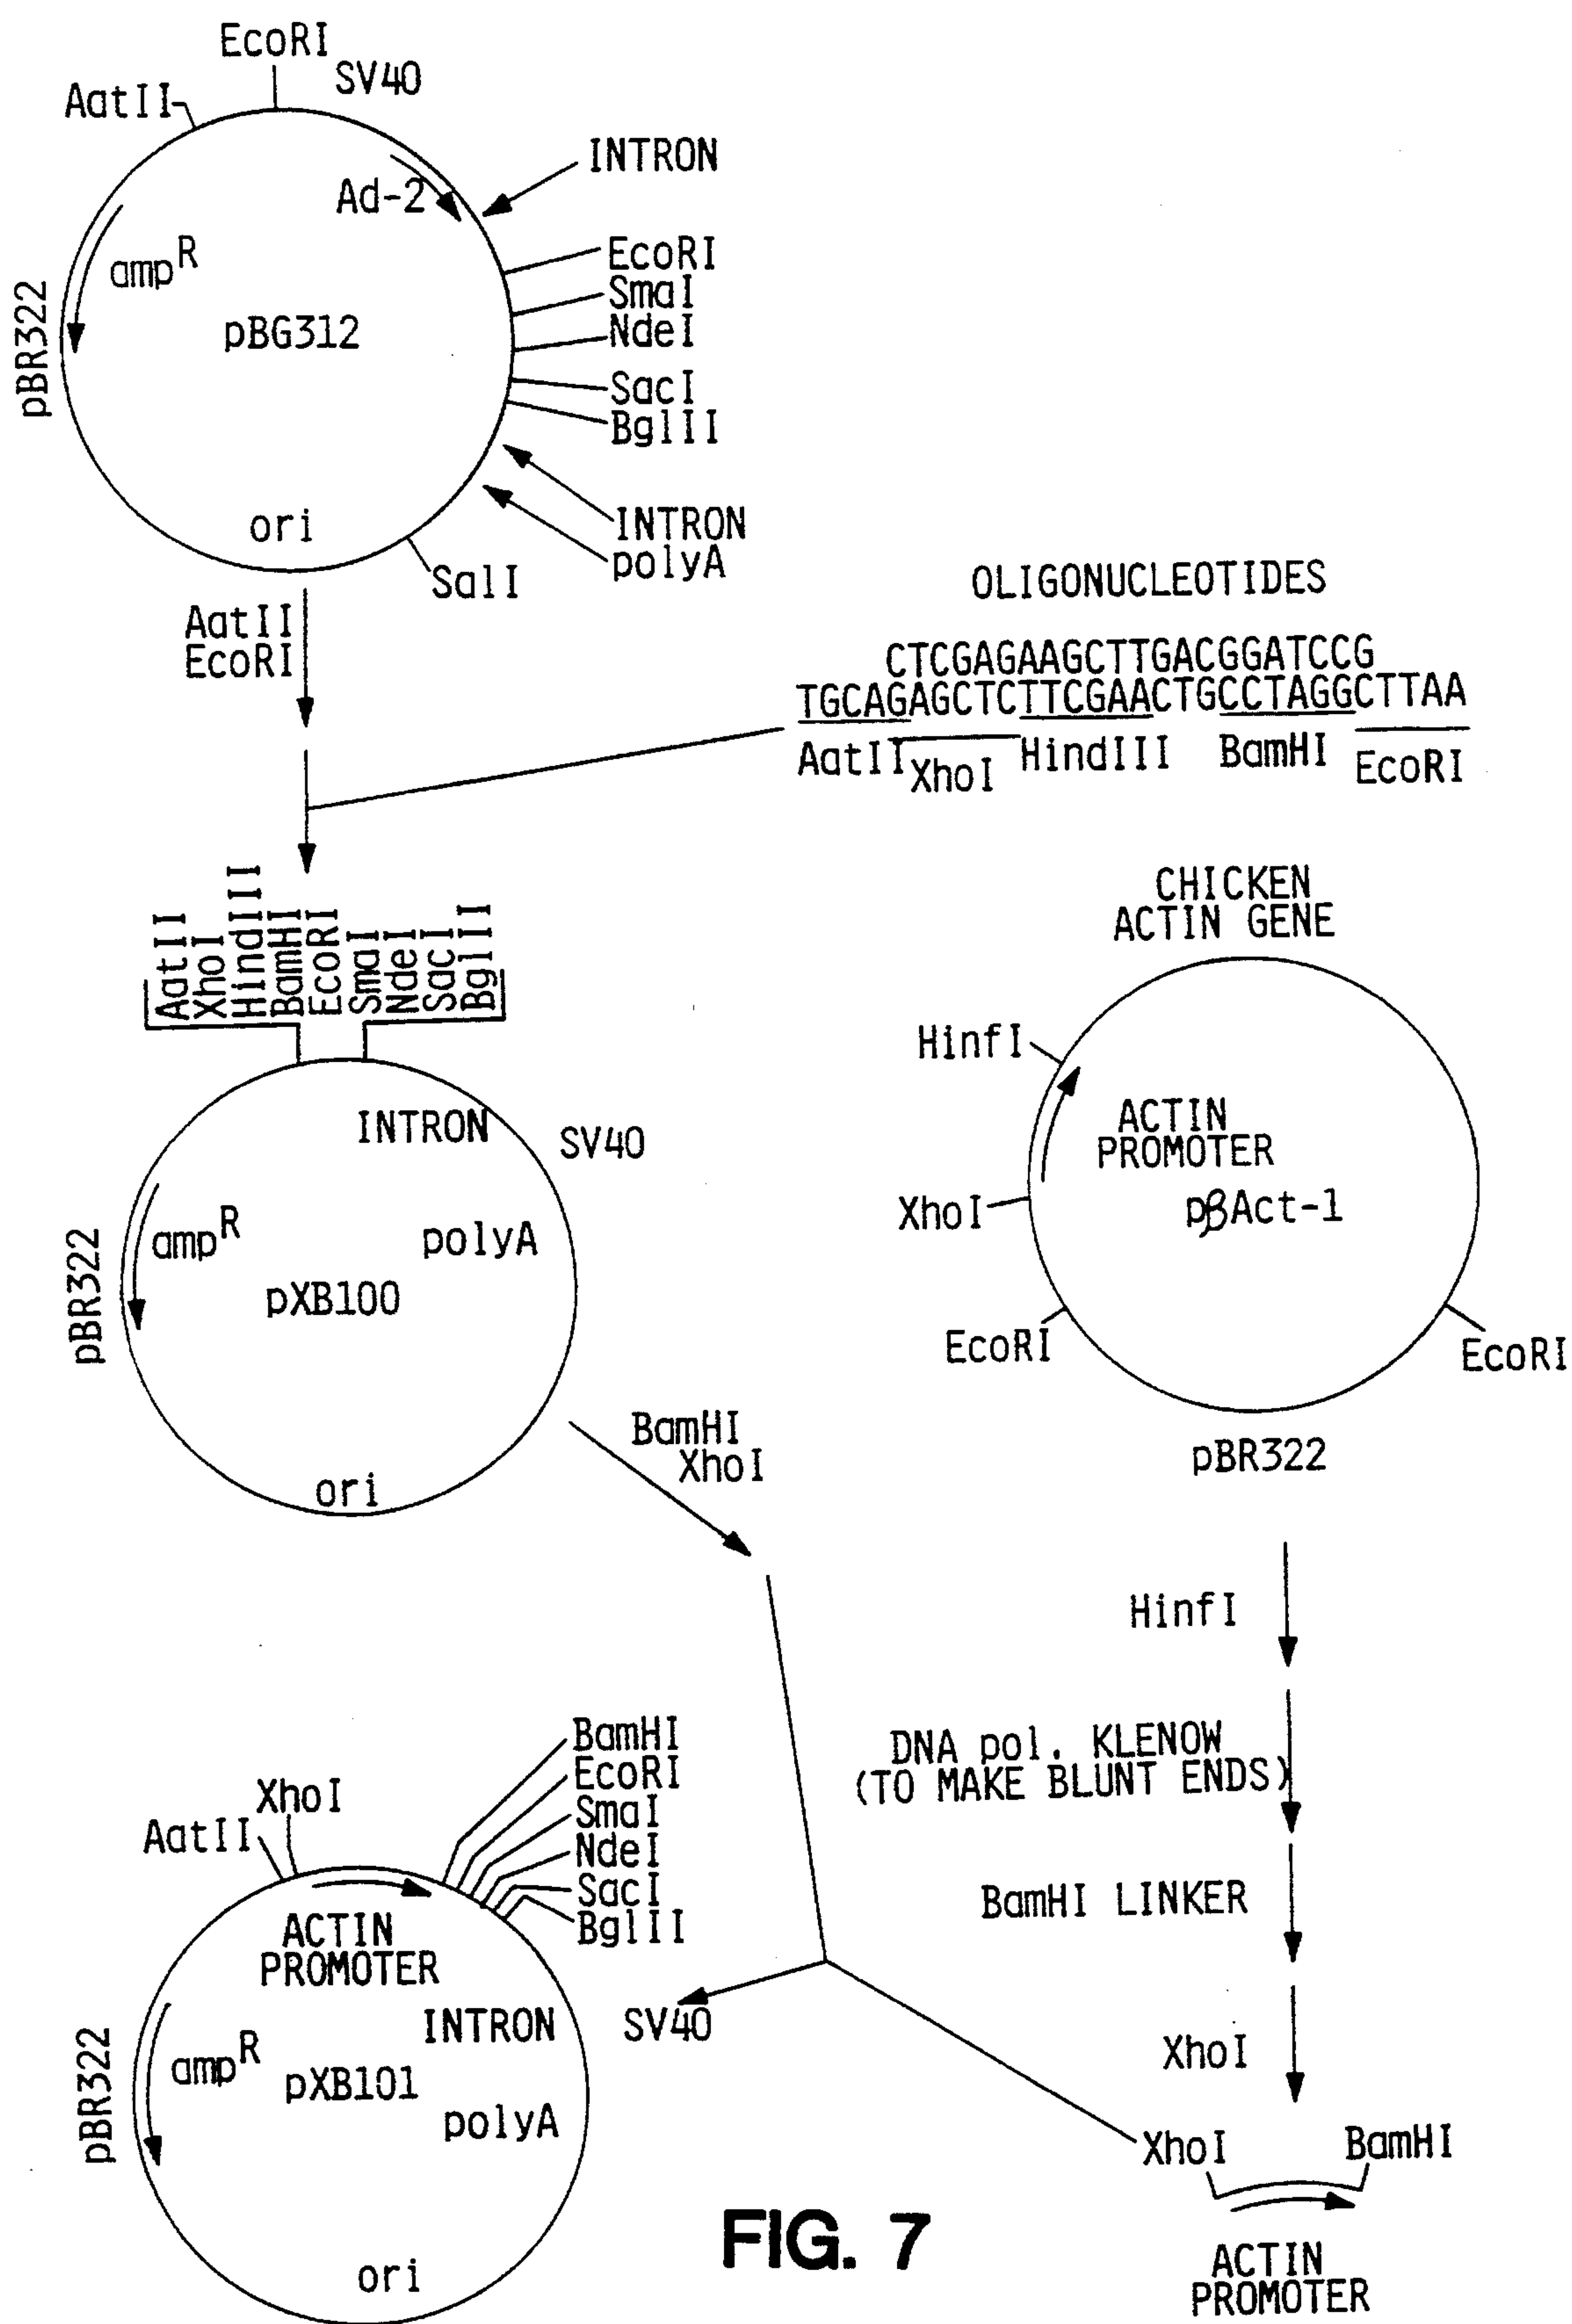 EcoRI
SV40
AatII
INTRON
Ad-2
EcoRI
SmaI
NdeI
SacI
BglII
ampR
pBR322
pBG312
INTRON
polyA
ori
SalI
AatII
EcoRI
OLIGONUCLEOTIDES
CTCGAGAAGCTTGACGGATCCG
TGCAGAGCTCTTCGAACTGCCTAGGCTTAA
AatII
XhoI
HindIII
BamHI
EcoRI
AatII
XhoI
HindIII
BamHI
EcoRI
SmaI
NdeI
SacI
BglII
INTRON
SV40
ampR
polyA
pBR322
pXB100
ori
BamHI
XhoI
CHICKEN
ACTIN GENE
HinfI
ACTIN
PROMOTER
XhoI
pβAct-1
EcoRI
EcoRI
pBR322
HinfI
DNA pol. KLENOW
(TO MAKE BLUNT ENDS)
BamHI LINKER
XhoI
XhoI
BamHI
ACTIN
PROMOTER
BamHI
EcoRI
SmaI
NdeI
SacI
BglII
XhoI
AatII
ACTIN
PROMOTER
INTRON
SV40
ampR
pXB101
polyA
pBR322
ori
FIG. 7